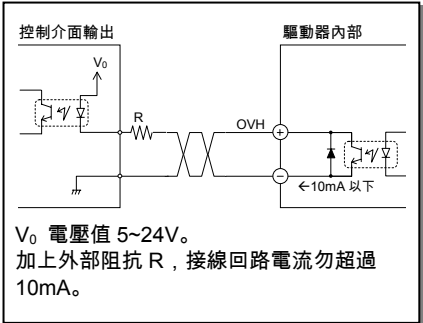 控制介面輸出
驅動器內部
V₀
R
OVH
+
−
←10mA 以下
V₀ 電壓值 5~24V。
加上外部阻抗 R，接線回路電流勿超過
10mA。